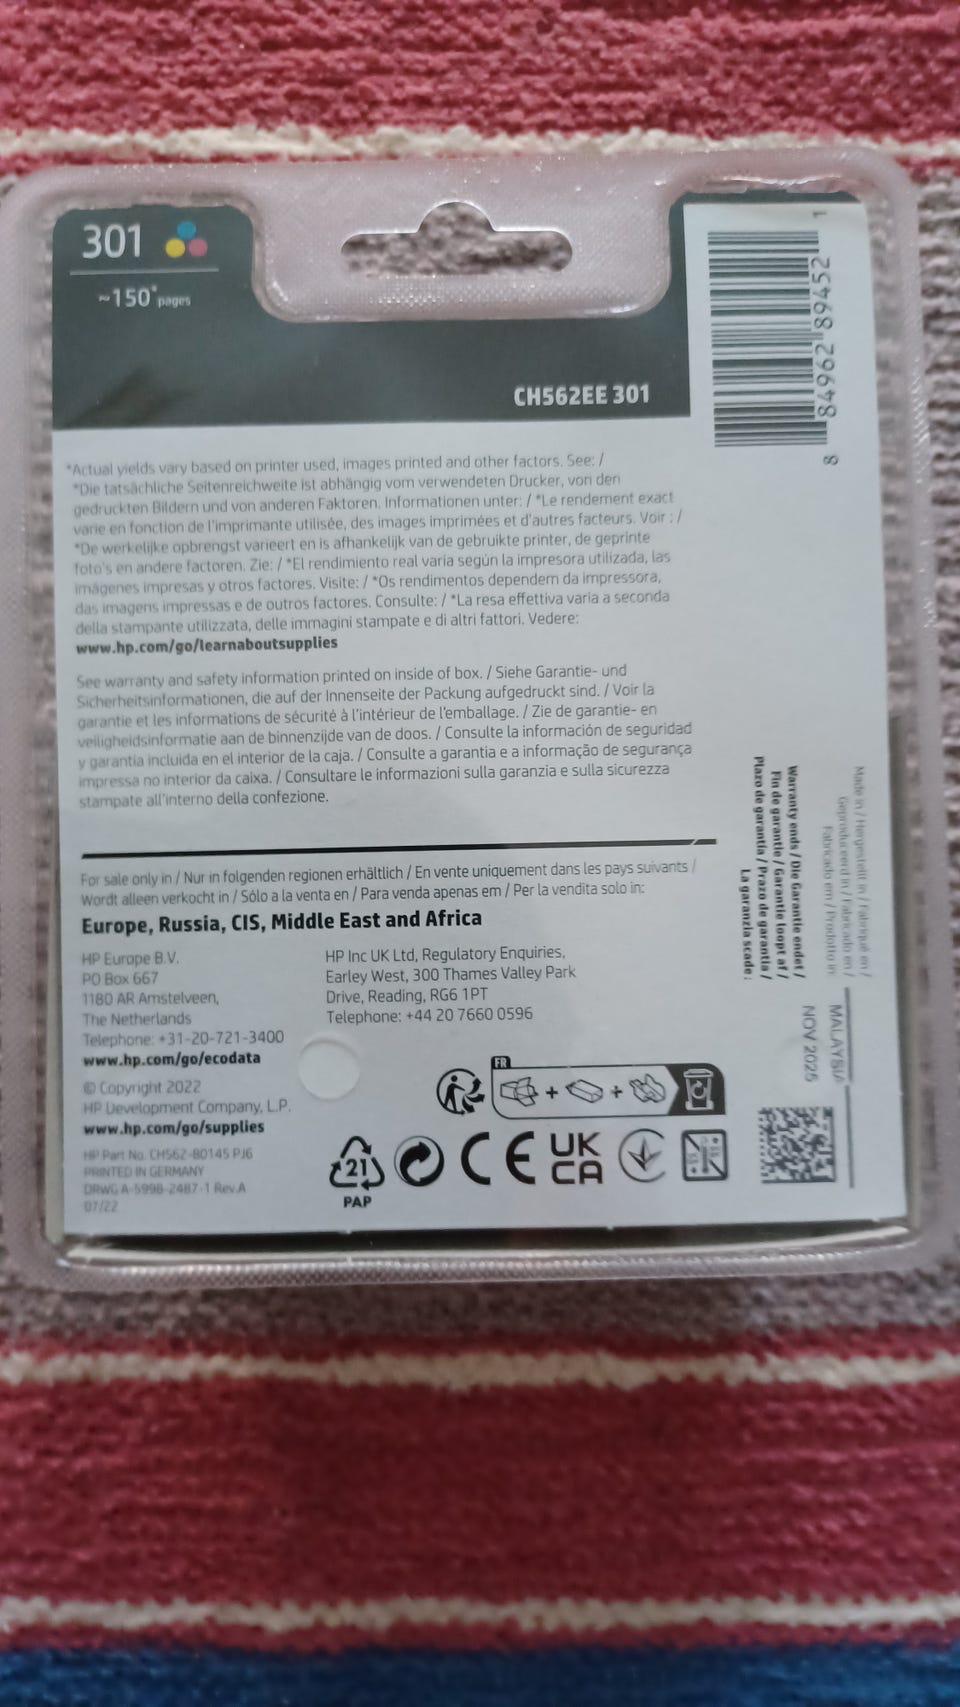 301
~150* pages
CH562EE 301
1
84962 89452
8
*Actual yields vary based on printer used, images printed and other factors. See: /
*Die tatsächliche Seitenreichweite ist abhängig vom verwendeten Drucker, von den
gedruckten Bildern und von anderen Faktoren. Informationen unter: / *Le rendement exact
varie en fonction de l'imprimante utilisée, des images imprimées et d'autres facteurs. Voir : /
*De werkelijke opbrengst varieert en is afhankelijk van de gebruikte printer, de geprinte
foto's en andere factoren. Zie: / *El rendimiento real varía según la impresora utilizada, las
imágenes impresas y otros factores. Visite: / *Os rendimentos dependem da impressora,
das imagens impressas e de outros factores. Consulte: / *La resa effettiva varia a seconda
della stampante utilizzata, delle immagini stampate e di altri fattori. Vedere:
www.hp.com/go/learnaboutsupplies
See warranty and safety information printed on inside of box. / Siehe Garantie- und
Sicherheitsinformationen, die auf der Innenseite der Packung aufgedruckt sind. / Voir la
garantie et les informations de sécurité à l'intérieur de l'emballage. / Zie de garantie- en
veiligheidsinformatie aan de binnenzijde van de doos. / Consulte la información de seguridad
y garantía incluida en el interior de la caja. / Consulte a garantia e a informação de segurança
impressa no interior da caixa. / Consultare le informazioni sulla garanzia e sulla sicurezza
stampate all'interno della confezione.
Made in / Hergestellt in / Fabriqué en /
Geproduceerd in / Fabricado en /
Fabricado em / Prodotto in:
MALAYSIA
Warranty ends / Die Garantie endet /
Fin de garantie / Garantie loopt af /
Plazo de garantía / Prazo de garantia /
La garanzia scade:
NOV 2025
For sale only in / Nur in folgenden regionen erhältlich / En vente uniquement dans les pays suivants /
Wordt alleen verkocht in / Sólo a la venta en / Para venda apenas em / Per la vendita solo in:
Europe, Russia, CIS, Middle East and Africa
HP Europe B.V.
PO Box 667
1180 AR Amstelveen,
The Netherlands
Telephone: +31-20-721-3400
www.hp.com/go/ecodata
© Copyright 2022
HP Development Company, L.P.
www.hp.com/go/supplies
HP Part No. CH562-80145 PJ6
PRINTED IN GERMANY
DRWG A-5998-2487-1 Rev.A
07/22
HP Inc UK Ltd, Regulatory Enquiries,
Earley West, 300 Thames Valley Park
Drive, Reading, RG6 1PT
Telephone: +44 20 7660 0596
FR
+ +
21
PAP
CE
UK
CA